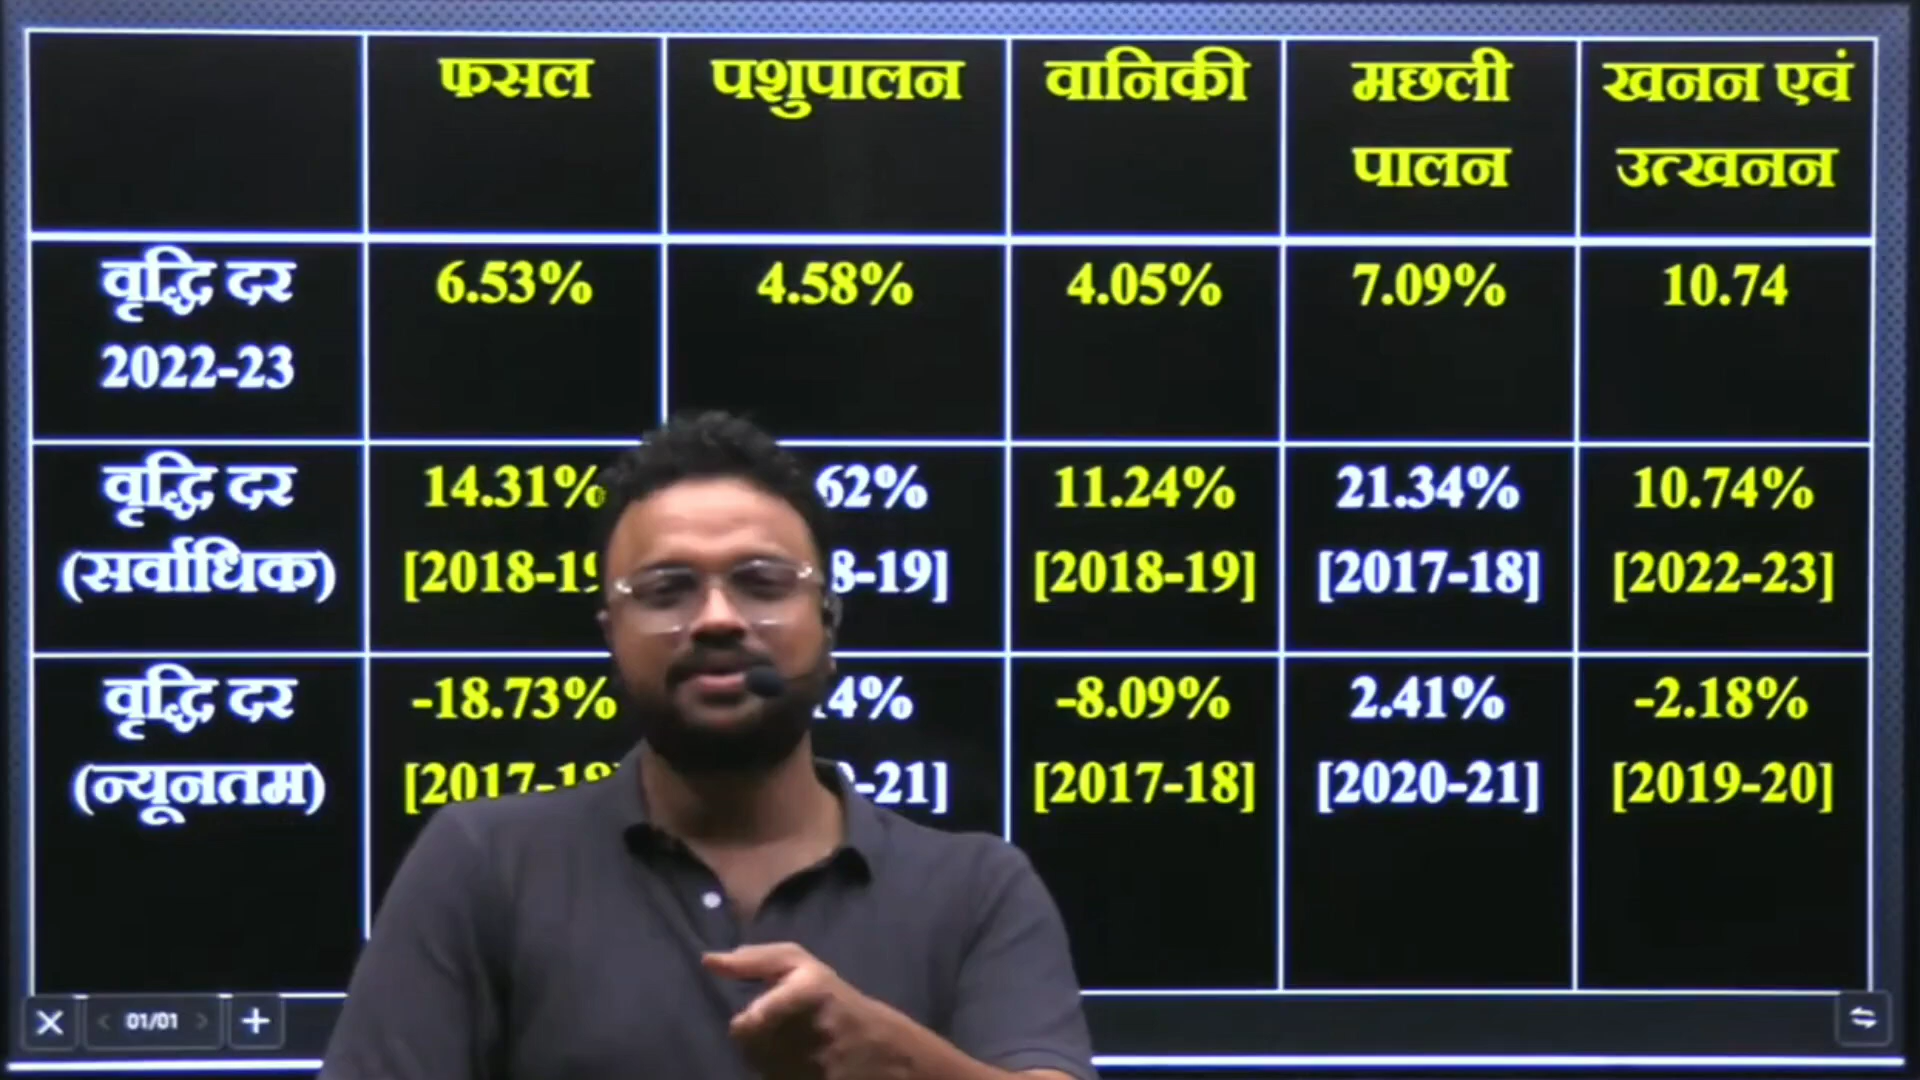 फसल पशुपालन वानिकी मछली पालन खनन एवं उत्खनन
वृद्धि दर 2022-23 6.53% 4.58% 4.05% 7.09% 10.74
वृद्धि दर (सर्वाधिक) 14.31% [2018-19 62% 8-19] 11.24% [2018-19] 21.34% [2017-18] 10.74% [2022-23]
वृद्धि दर (न्यूनतम) -18.73% [2017-18 4% -21] -8.09% [2017-18] 2.41% [2020-21] -2.18% [2019-20]
01/01